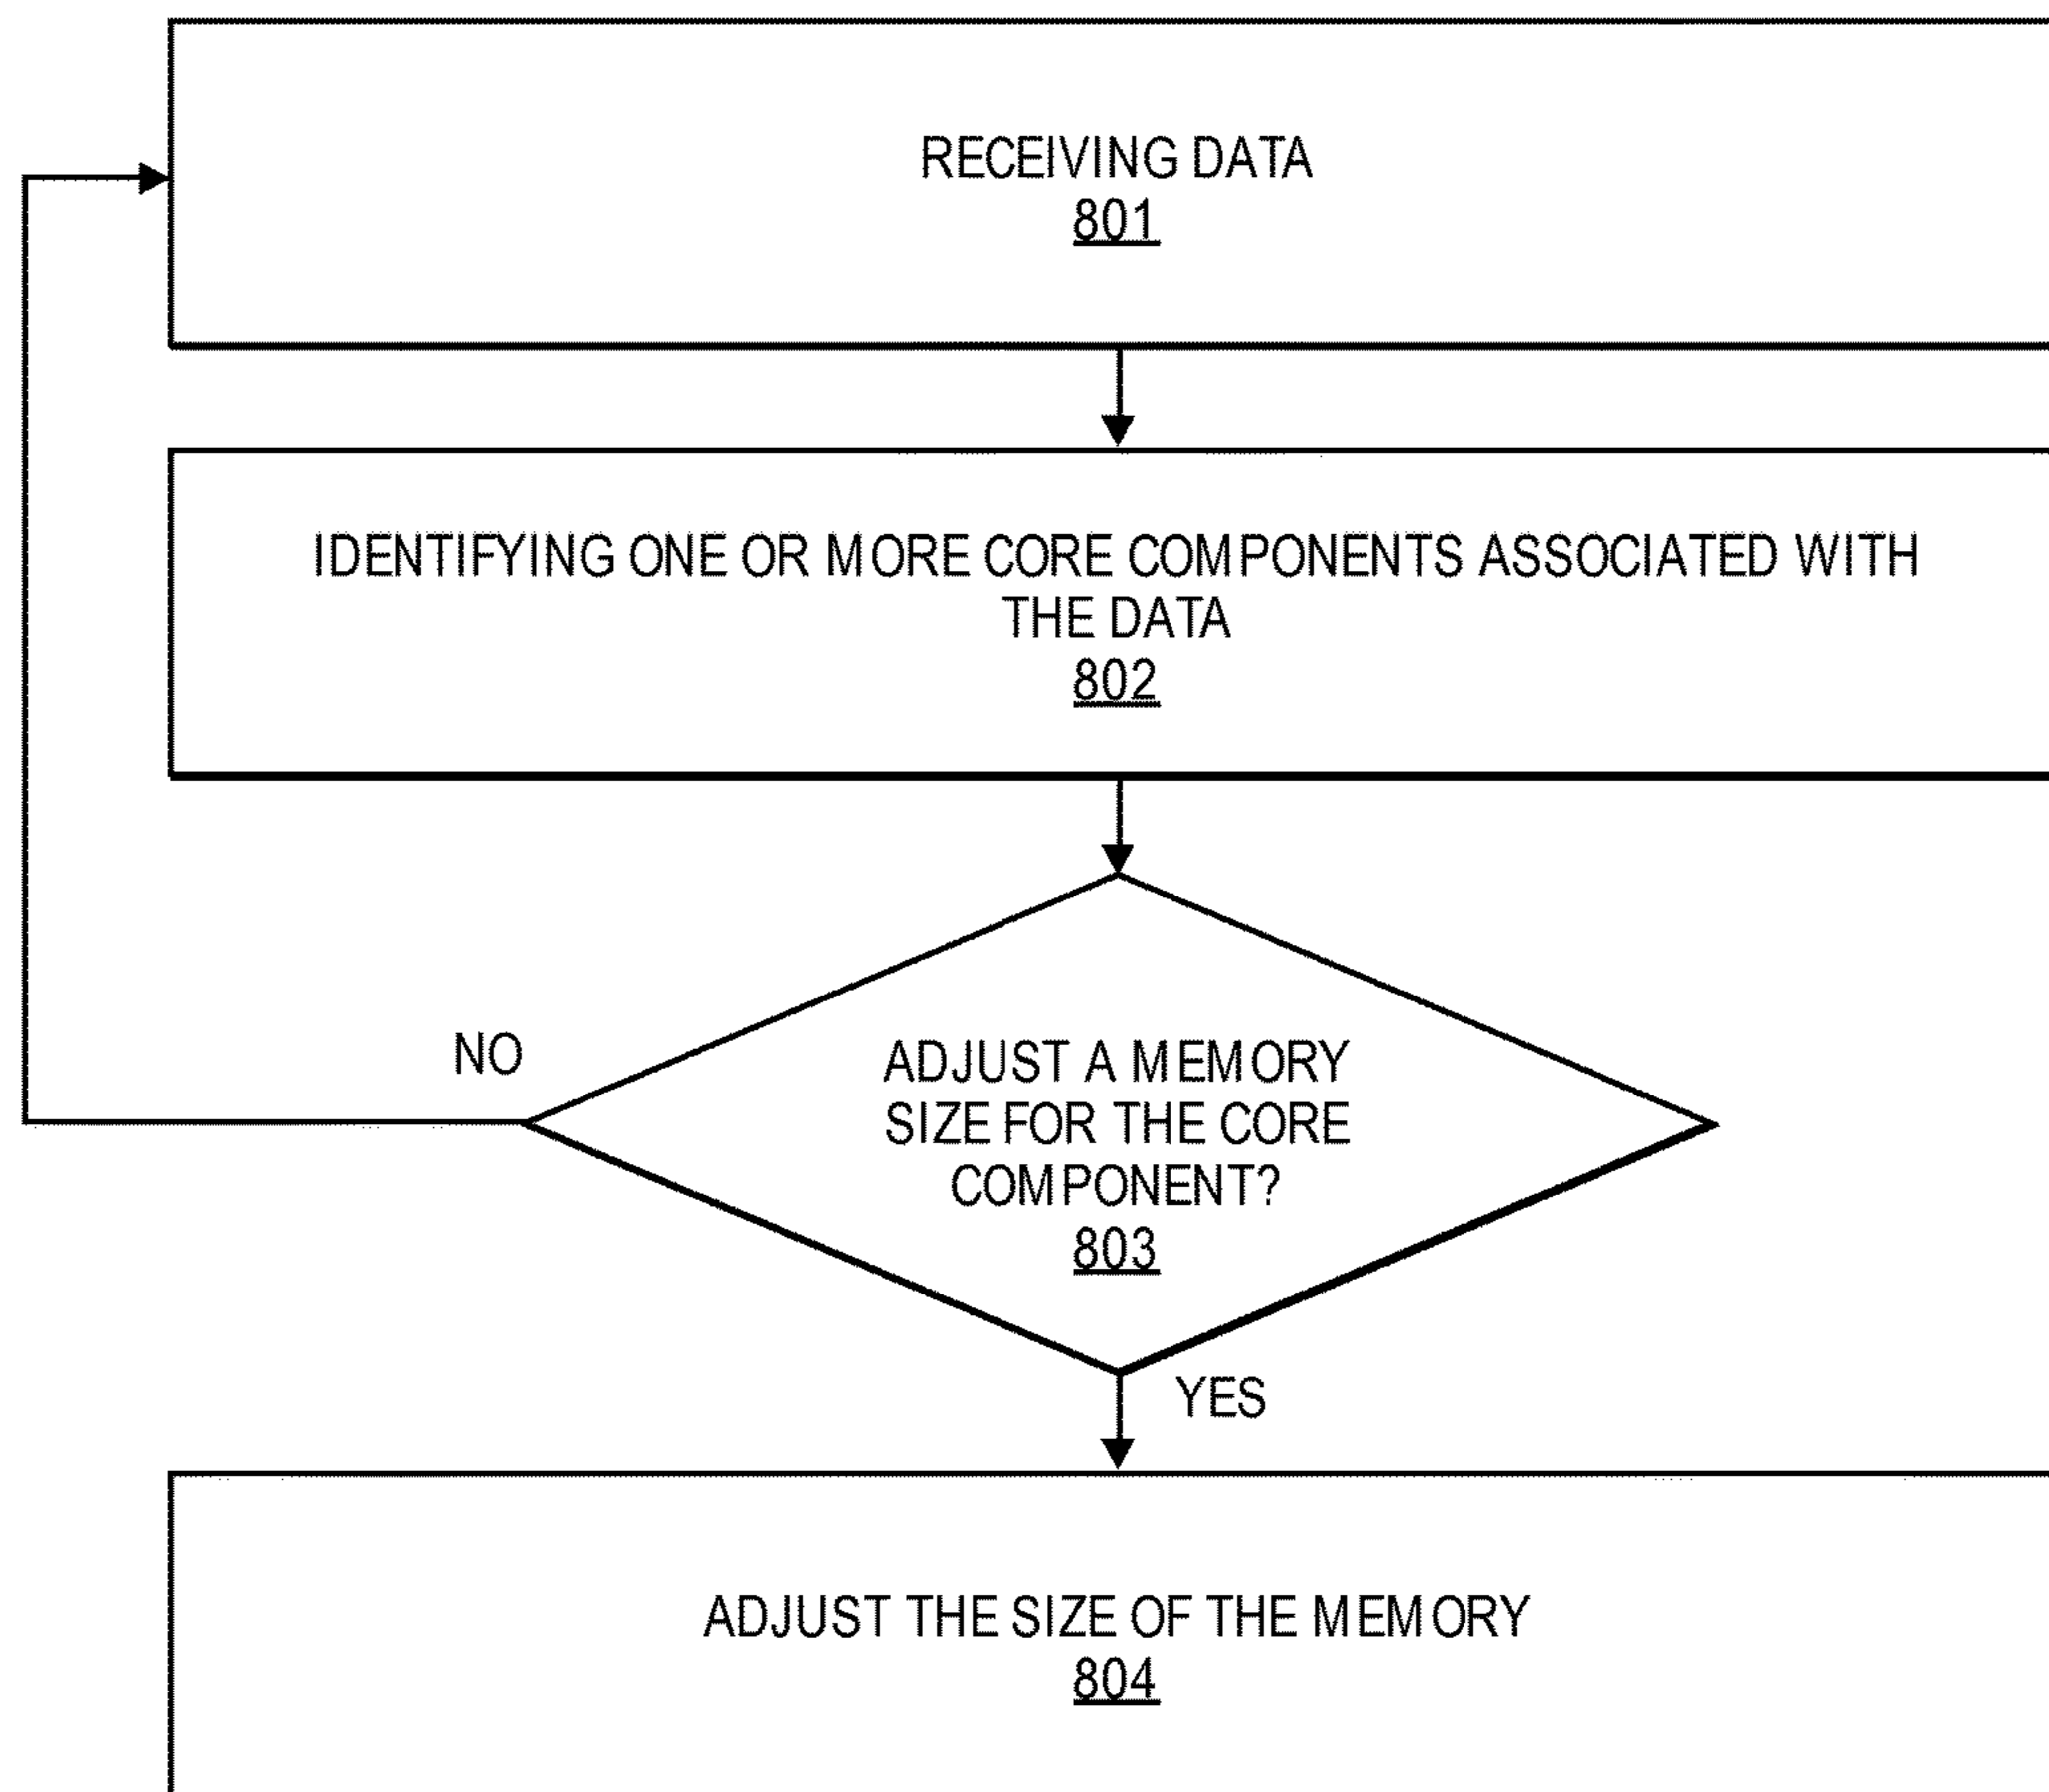 RECEIVING DATA
801
IDENTIFYING ONE OR MORE CORE COMPONENTS ASSOCIATED WITH
THE DATA
802
ADJUST A MEMORY
SIZE FOR THE CORE
COMPONENT?
803
NO
YES
ADJUST THE SIZE OF THE MEMORY
804